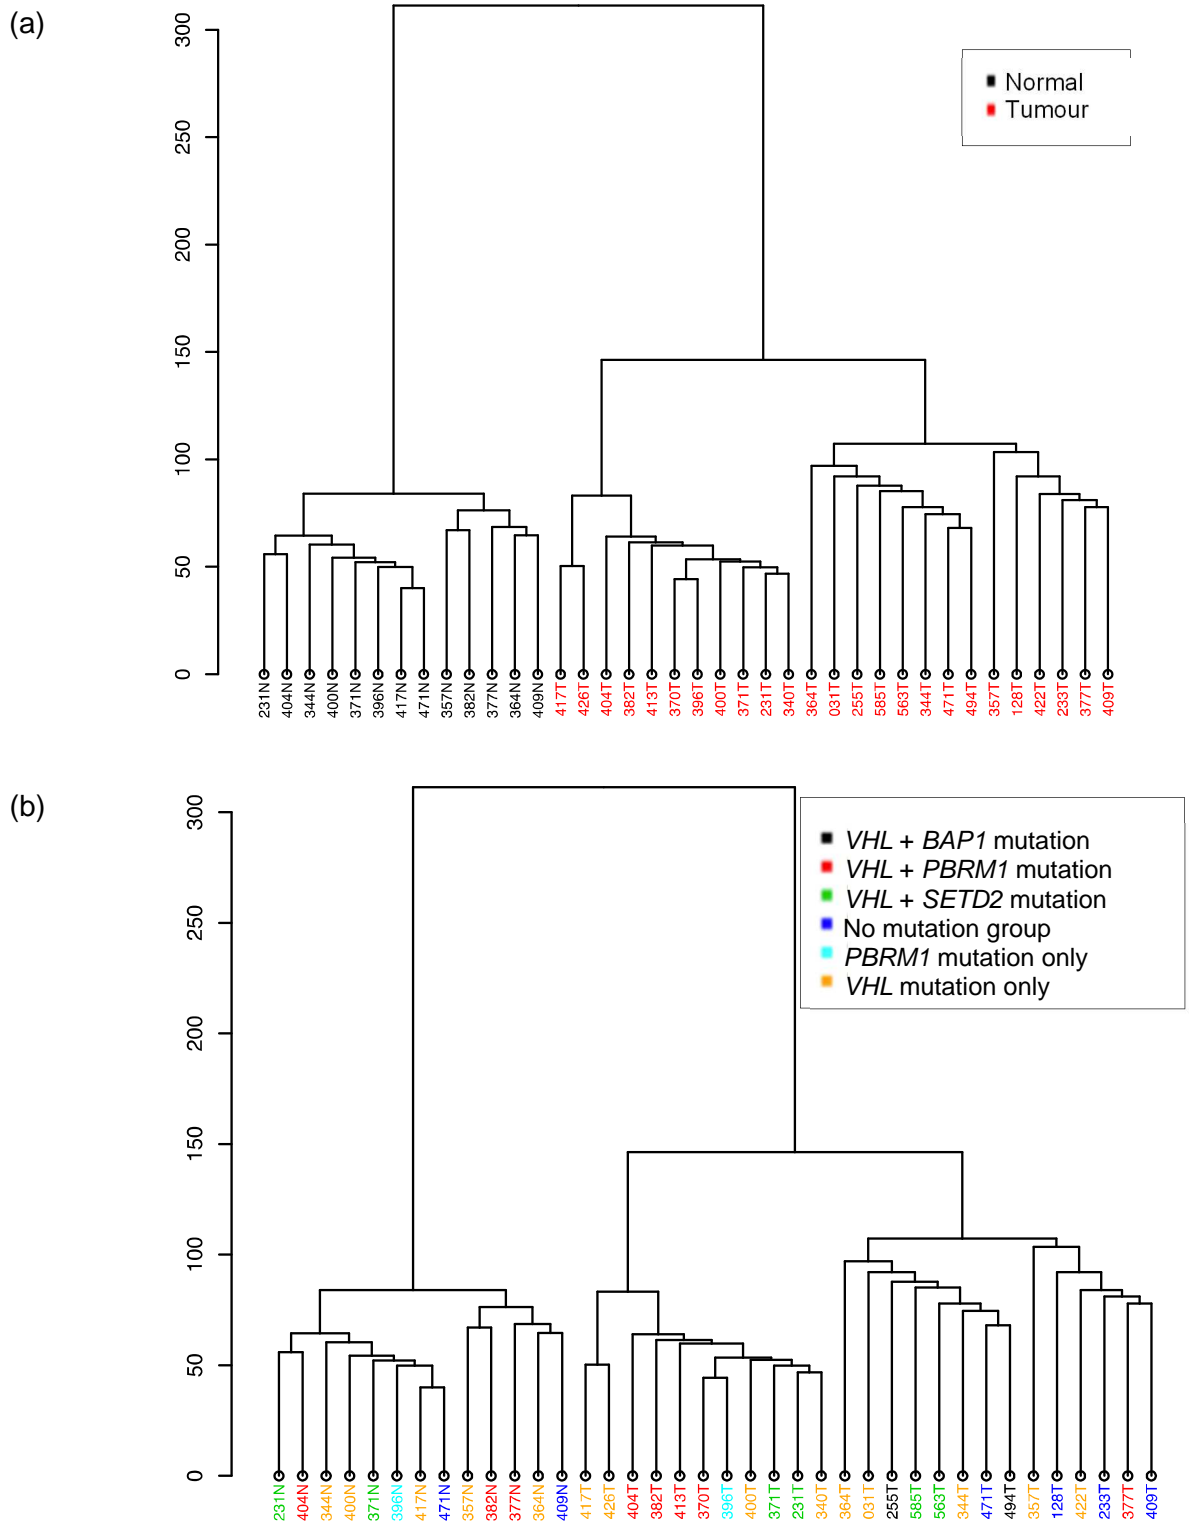 (a)
300
250
200
150
100
50
0
Normal
Tumour
231N 404N 344N 400N 371N 396N 417N 471N 357N 382N 377N 364N 409N 417T 426T 404T 382T 413T 370T 396T 400T 371T 231T 340T 364T 031T 255T 585T 563T 344T 471T 494T 357T 128T 422T 233T 377T 409T
(b)
300
250
200
150
100
50
0
VHL + BAP1 mutation
VHL + PBRM1 mutation
VHL + SETD2 mutation
No mutation group
PBRM1 mutation only
VHL mutation only
231N 404N 344N 400N 371N 396N 417N 471N 357N 382N 377N 364N 409N 417T 426T 404T 382T 413T 370T 396T 400T 371T 231T 340T 364T 031T 255T 585T 563T 344T 471T 494T 357T 128T 422T 233T 377T 409T